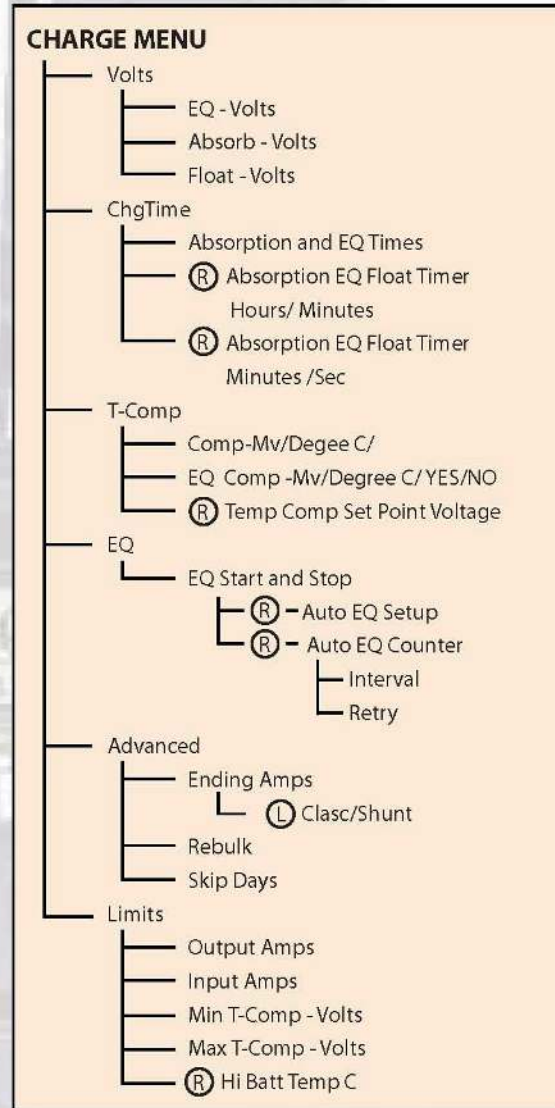 CHARGE MENU
Volts
EQ - Volts
Absorb - Volts
Float - Volts
ChgTime
Absorption and EQ Times
R Absorption EQ Float Timer
Hours/ Minutes
R Absorption EQ Float Timer
Minutes /Sec
T-Comp
Comp-Mv/Degee C/
EQ Comp -Mv/Degree C/ YES/NO
R Temp Comp Set Point Voltage
EQ
EQ Start and Stop
R - Auto EQ Setup
R - Auto EQ Counter
Interval
Retry
Advanced
Ending Amps
L Clasc/Shunt
Rebulk
Skip Days
Limits
Output Amps
Input Amps
Min T-Comp - Volts
Max T-Comp - Volts
R Hi Batt Temp C